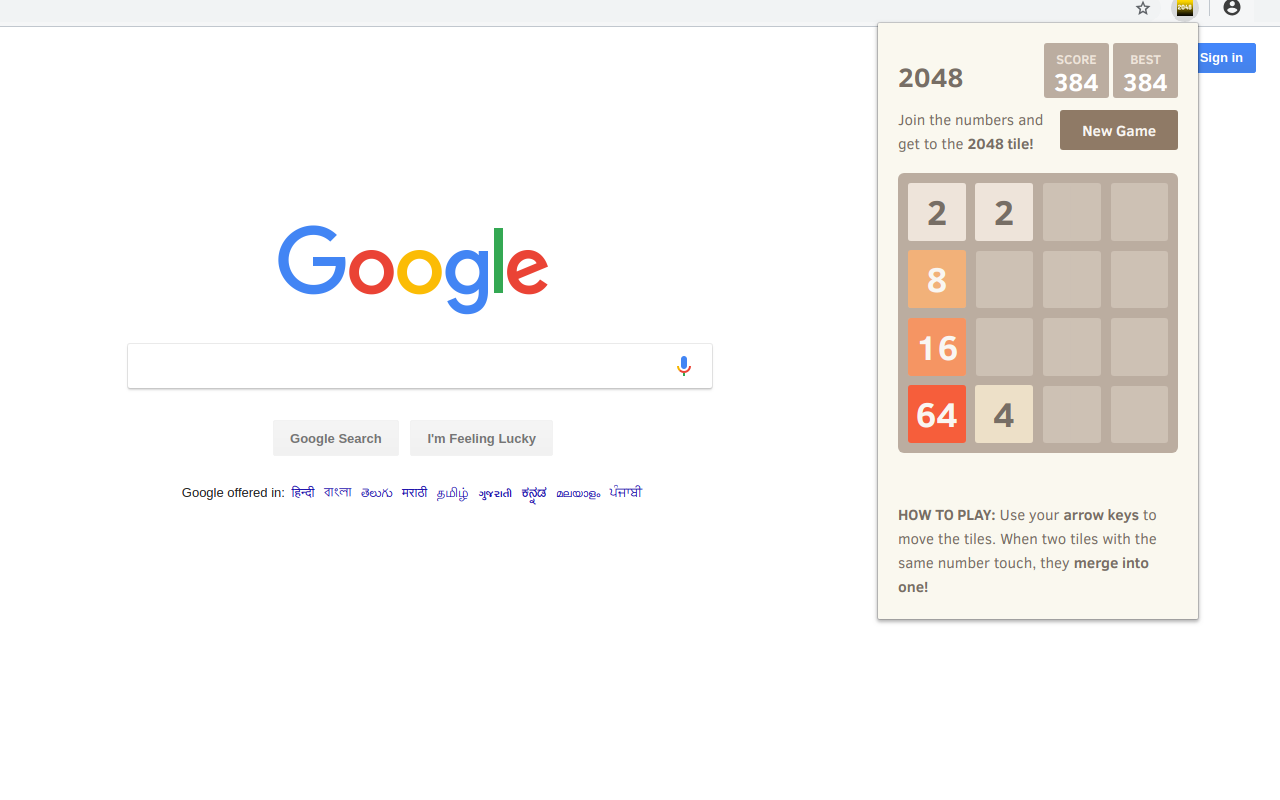 2048
Sign in
2048
SCORE
384
BEST
384
Join the numbers and
get to the 2048 tile!
New Game
2 2
8
16
64 4
HOW TO PLAY: Use your arrow keys to
move the tiles. When two tiles with the
same number touch, they merge into
one!
Google
Google Search I'm Feeling Lucky
Google offered in: हिन्दी বাংলা తెలుగు मराठी தமிழ் ગુજરાતી ಕನ್ನಡ മലയാളം ਪੰਜਾਬੀ